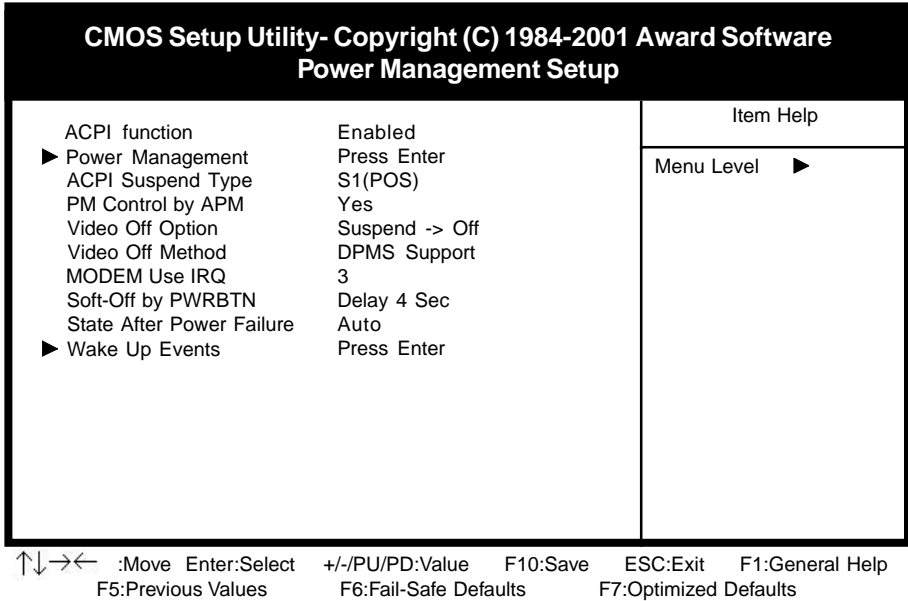 CMOS Setup Utility- Copyright (C) 1984-2001 Award Software
Power Management Setup
ACPI function Enabled
▶ Power Management Press Enter
ACPI Suspend Type S1(POS)
PM Control by APM Yes
Video Off Option Suspend -> Off
Video Off Method DPMS Support
MODEM Use IRQ 3
Soft-Off by PWRBTN Delay 4 Sec
State After Power Failure Auto
▶ Wake Up Events Press Enter
Item Help
Menu Level ▶
↑↓→← :Move Enter:Select +/-/PU/PD:Value F10:Save ESC:Exit F1:General Help
F5:Previous Values F6:Fail-Safe Defaults F7:Optimized Defaults